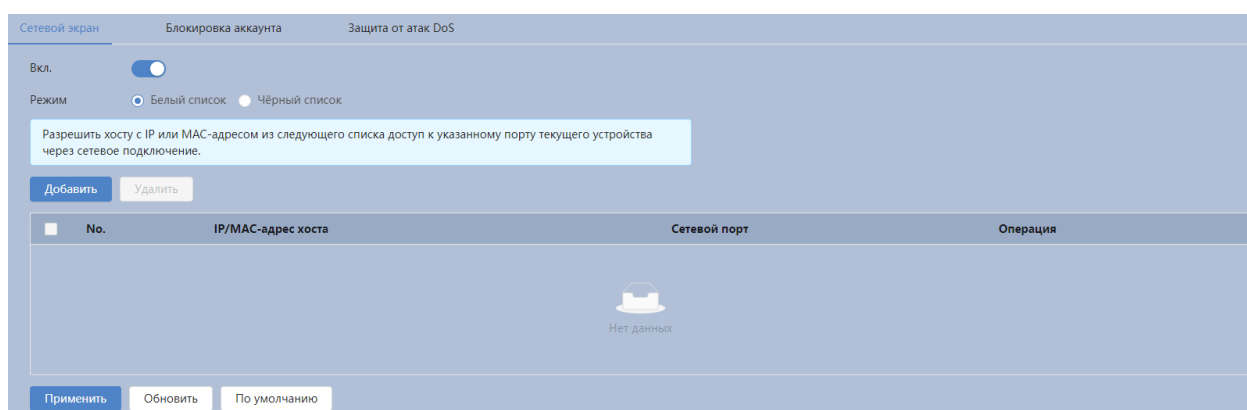 Сетевой экран Блокировка аккаунта Защита от атак DoS
Вкл.
Режим Белый список Чёрный список
Разрешить хосту с IP или MAC-адресом из следующего списка доступ к указанному порту текущего устройства
через сетевое подключение.
Добавить Удалить
No. IP/MAC-адрес хоста Сетевой порт Операция
Нет данных
Применить Обновить По умолчанию